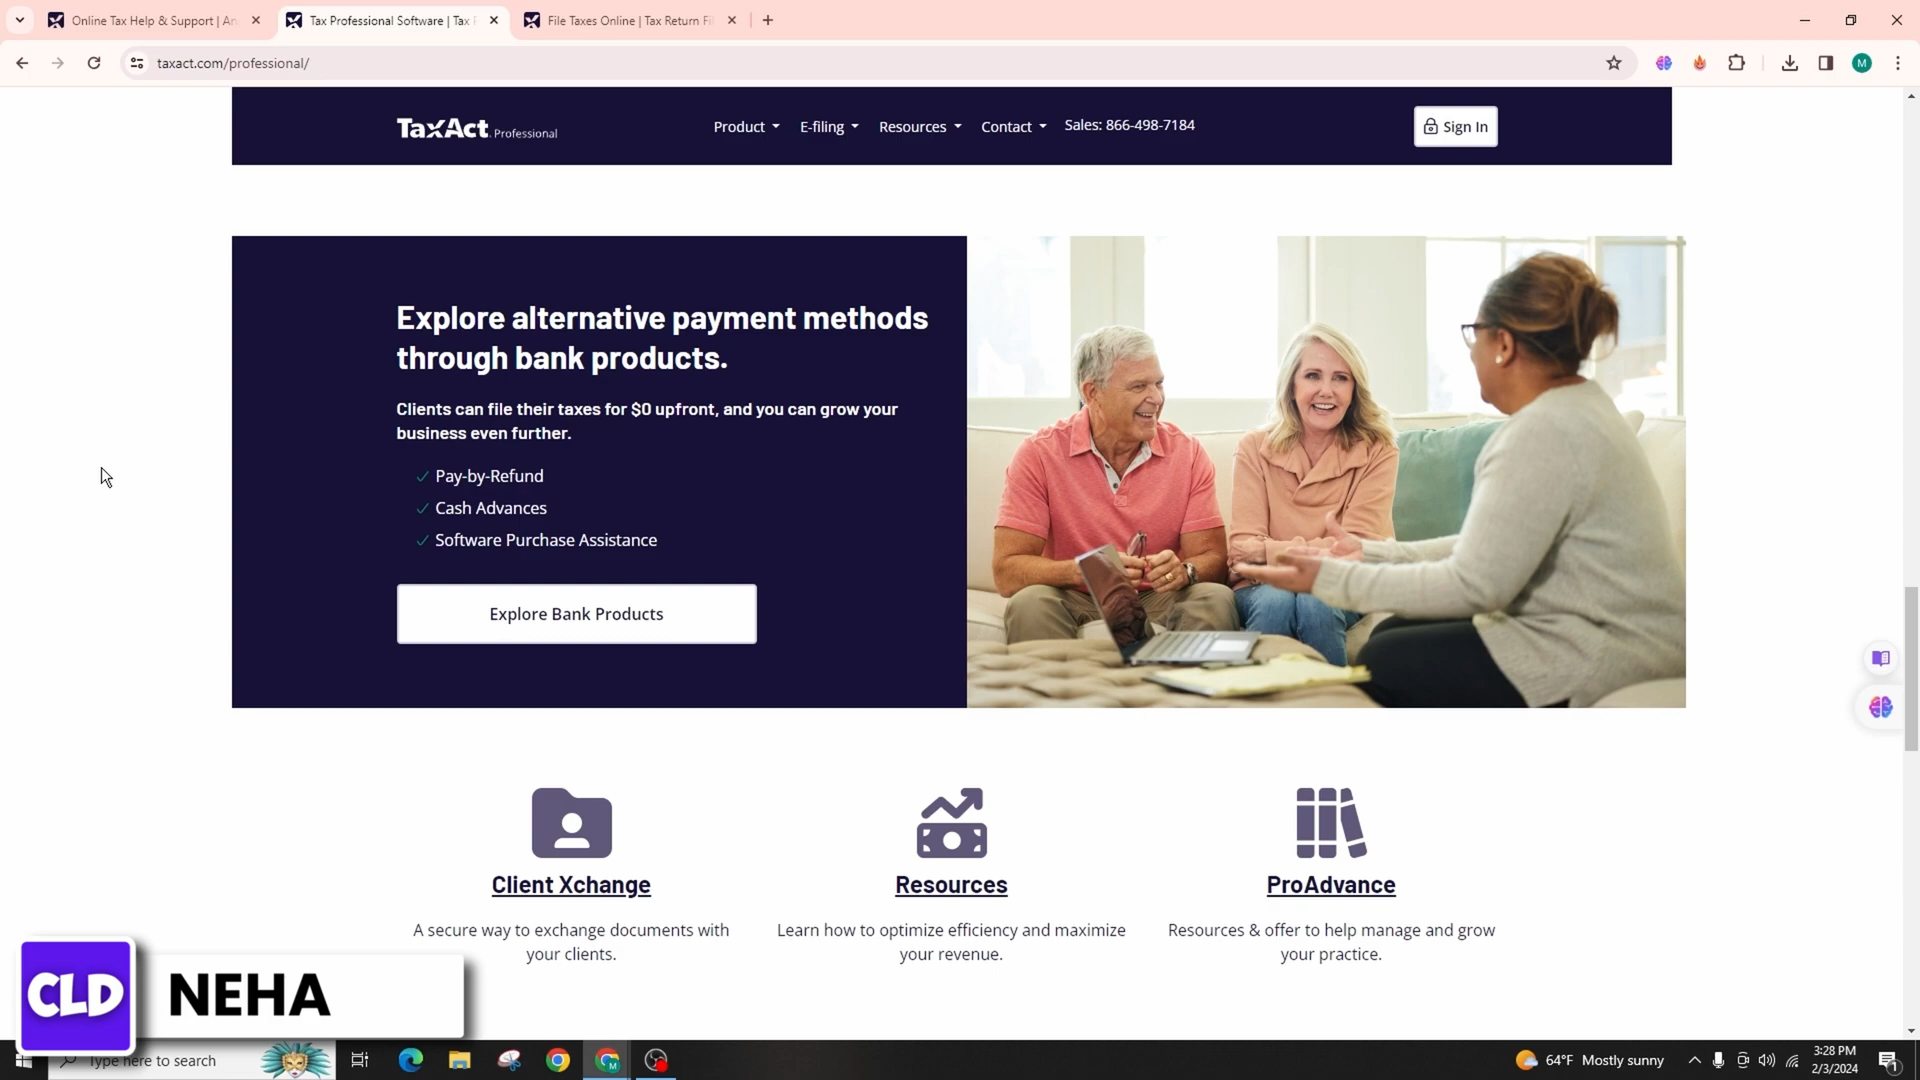 Online Tax Help & Support | An
Tax Professional Software | Tax P
File Taxes Online | Tax Return Fi
taxact.com/professional/
M
TaxAct Professional
Product
E-filing
Resources
Contact
Sales: 866-498-7184
Sign In
Explore alternative payment methods
through bank products.
Clients can file their taxes for $0 upfront, and you can grow your
business even further.
Pay-by-Refund
Cash Advances
Software Purchase Assistance
Explore Bank Products
Client Xchange
Resources
ProAdvance
A secure way to exchange documents with
your clients.
Learn how to optimize efficiency and maximize
your revenue.
Resources & offer to help manage and grow
your practice.
CLD
NEHA
Type here to search
64°F Mostly sunny
3:28 PM
2/3/2024
1